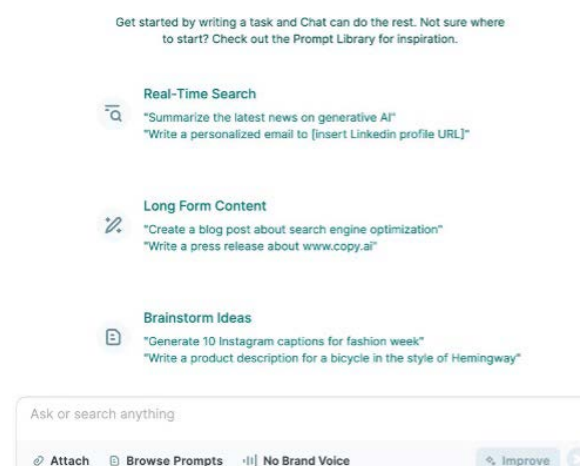 Get started by writing a task and Chat can do the rest. Not sure where
to start? Check out the Prompt Library for inspiration.
Real-Time Search
"Summarize the latest news on generative AI"
"Write a personalized email to [insert Linkedin profile URL]"
Long Form Content
"Create a blog post about search engine optimization"
"Write a press release about www.copy.ai"
Brainstorm Ideas
"Generate 10 Instagram captions for fashion week"
"Write a product description for a bicycle in the style of Hemingway"
Ask or search anything
Attach Browse Prompts No Brand Voice Improve